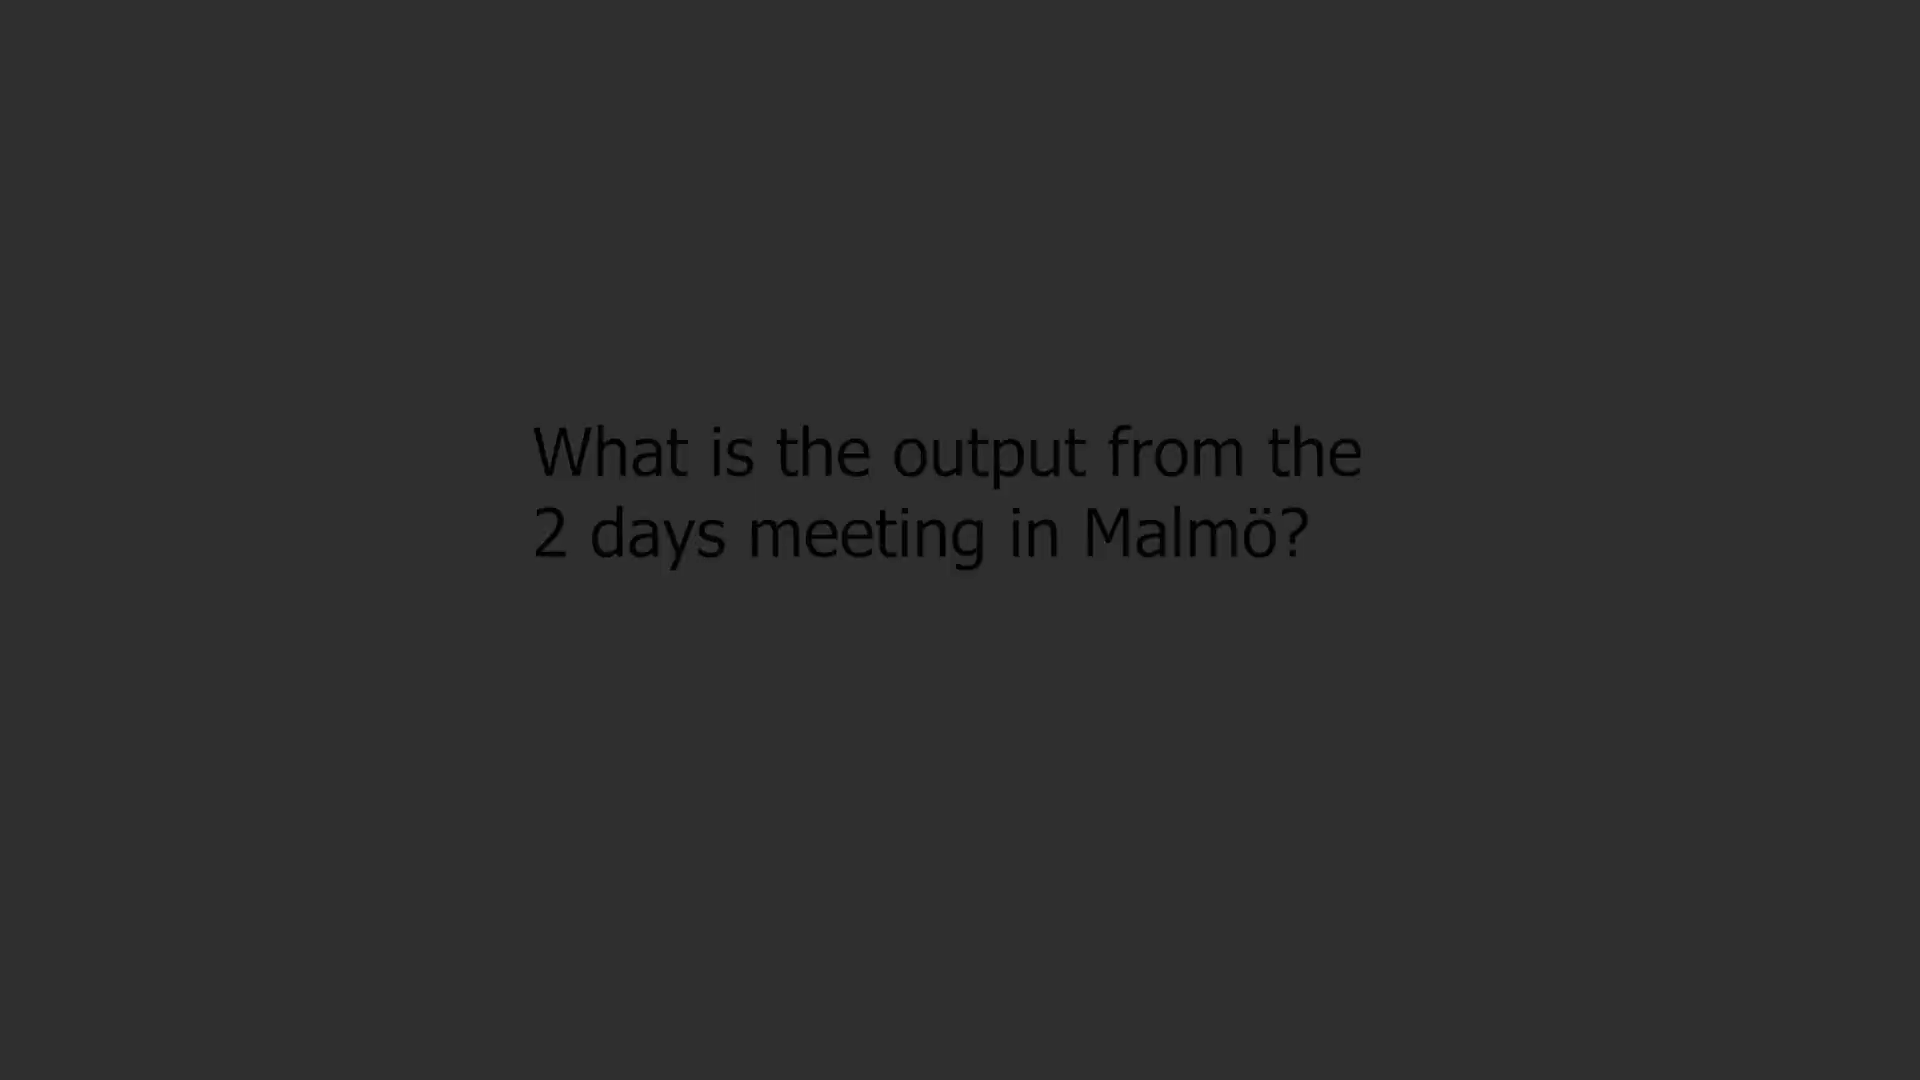 What is the output from the
2 days meeting in Malmö?